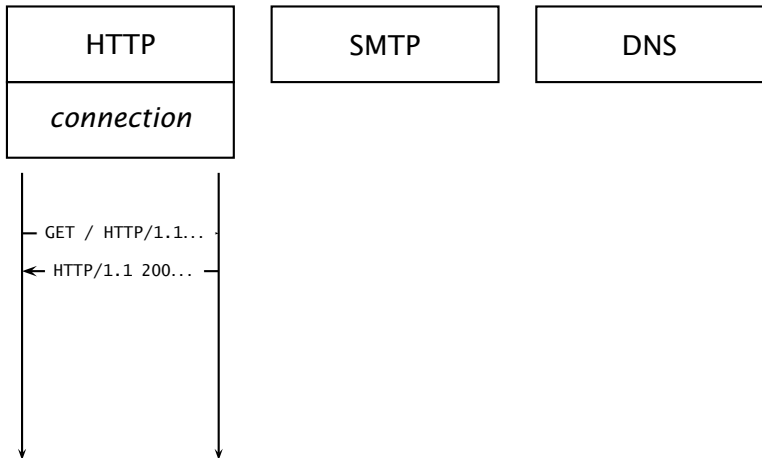 HTTP
SMTP
DNS
connection
GET / HTTP/1.1...
HTTP/1.1 200...